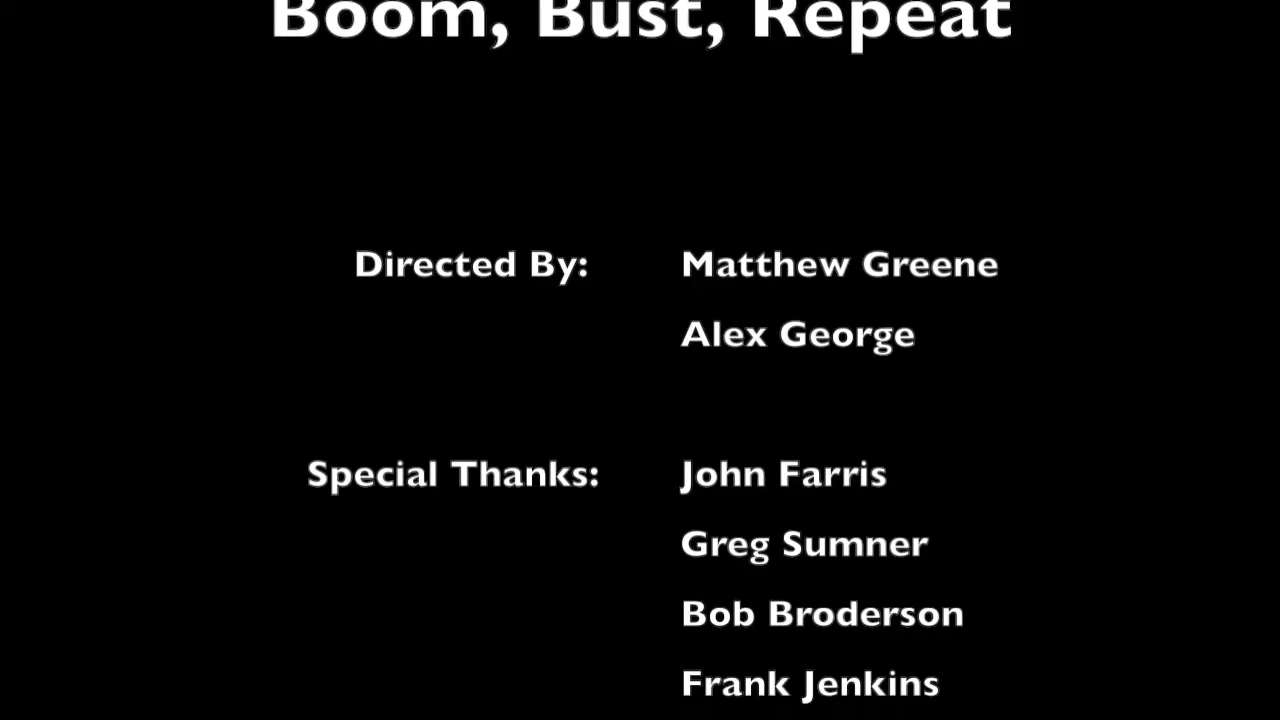 Boom, Bust, Repeat
Directed By: Matthew Greene
Alex George
Special Thanks: John Farris
Greg Sumner
Bob Broderson
Frank Jenkins